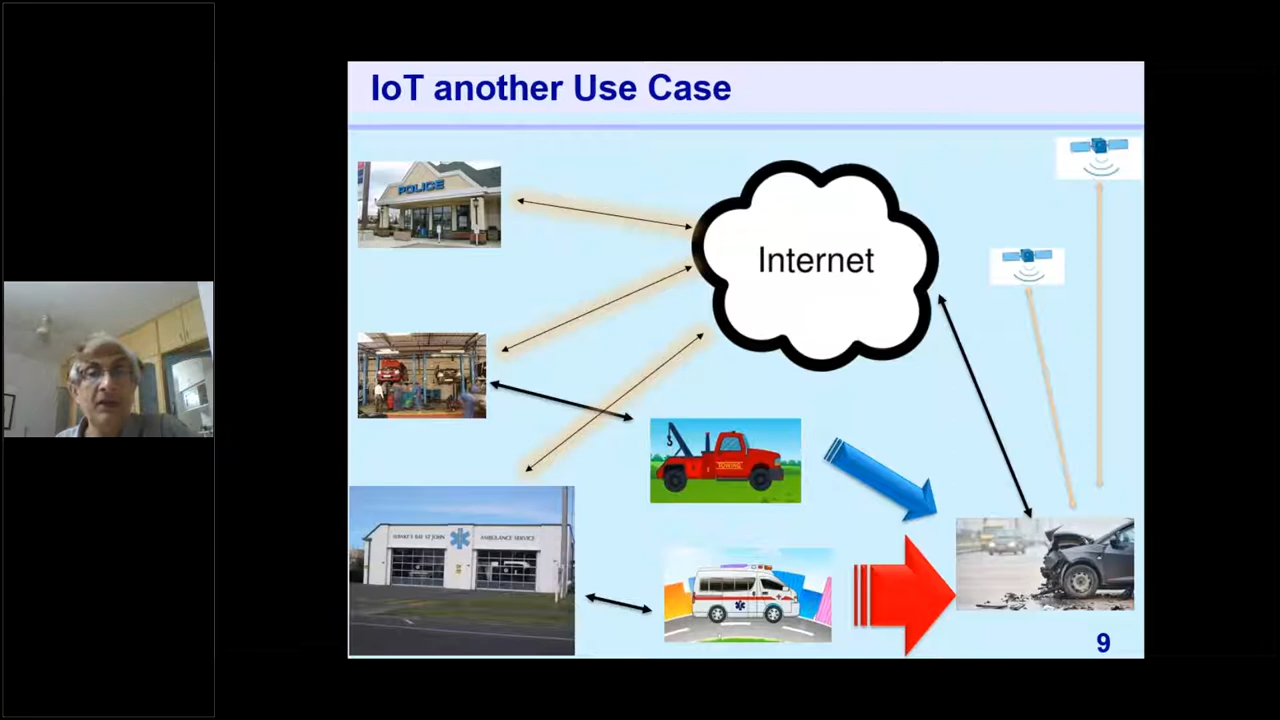 IoT another Use Case
POLICE
Internet
TOWING
AMBULANCE SERVICE
9